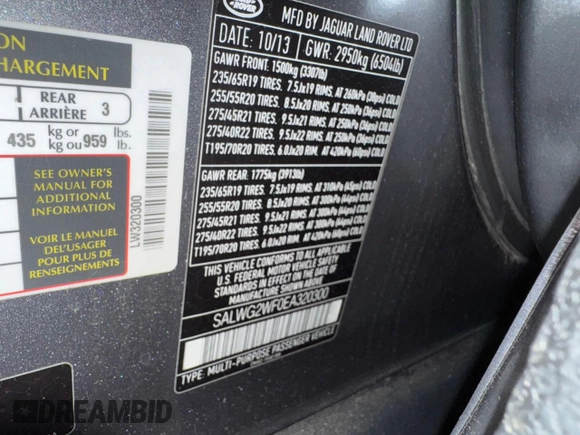 ROVER
MFD BY JAGUAR LAND ROVER LTD
DATE: 10/13 GWR: 2950kg (6504lb)
GAWR FRONT: 1500kg (3307lb)
235/65R19 TIRES. 7.5Jx19 RIMS. AT 260kPa (38psi) COLD
255/55R20 TIRES. 8.5Jx20 RIMS. AT 250kPa (36psi) COLD
275/45R21 TIRES. 9.5Jx21 RIMS. AT 250kPa (36psi) COLD
275/40R22 TIRES. 9.5Jx22 RIMS. AT 250kPa (36psi) COLD
T195/70R20 TIRES. 6.0Jx20 RIM. AT 420kPa (60psi) COLD
GAWR REAR: 1775kg (3913lb)
235/65R19 TIRES. 7.5Jx19 RIMS. AT 310kPa (45psi) COLD
255/55R20 TIRES. 8.5Jx20 RIMS. AT 300kPa (44psi) COLD
275/45R21 TIRES. 9.5Jx21 RIMS. AT 300kPa (44psi) COLD
275/40R22 TIRES. 9.5Jx22 RIMS. AT 300kPa (44psi) COLD
T195/70R20 TIRES. 6.0Jx20 RIM. AT 420kPa (60psi) COLD
THIS VEHICLE CONFORMS TO ALL APPLICABLE
U.S. FEDERAL MOTOR VEHICLE SAFETY
STANDARDS IN EFFECT ON THE DATE OF
MANUFACTURE SHOWN ABOVE.
SALWG2WF0EA320300
TYPE: MULTI-PURPOSE PASSENGER VEHICLE
ON
CHARGEMENT
REAR
ARRIÈRE 3
435 kg or
kg ou 959 lbs.
lb.
SEE OWNER'S
MANUAL FOR
ADDITIONAL
INFORMATION
VOIR LE MANUEL
DEL'USAGER
POUR PLUS DE
RENSEIGNEMENTS
LW320300
DREAMBID